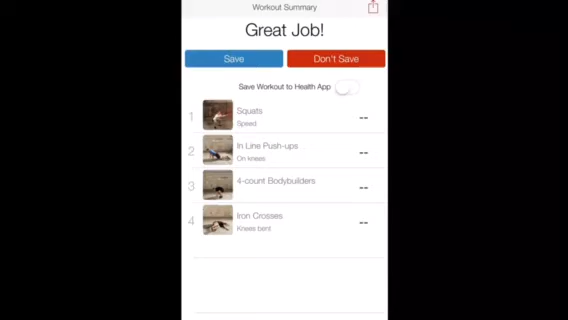 Workout Summary
Great Job!
Save
Don't Save
Save Workout to Health App
1
Squats
Speed
--
2
In Line Push-ups
On knees
--
3
4-count Bodybuilders
--
4
Iron Crosses
Knees bent
--